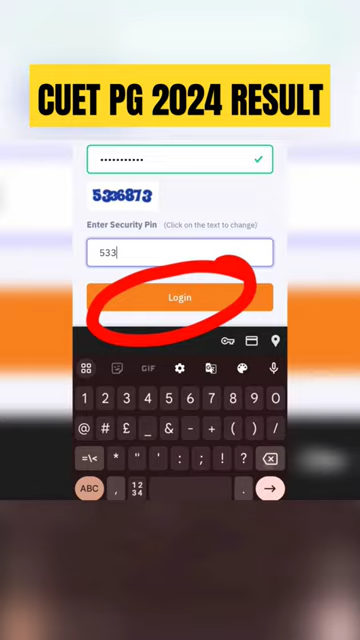 CUET PG 2024 RESULT
•••••••••••
5336873
Enter Security Pin (Click on the text to change)
533
Login
GIF
1 2 3 4 5 6 7 8 9 0
@ # £ _ & - + ( ) /
=\< * " ' : ; ! ?
ABC , 12 34 .